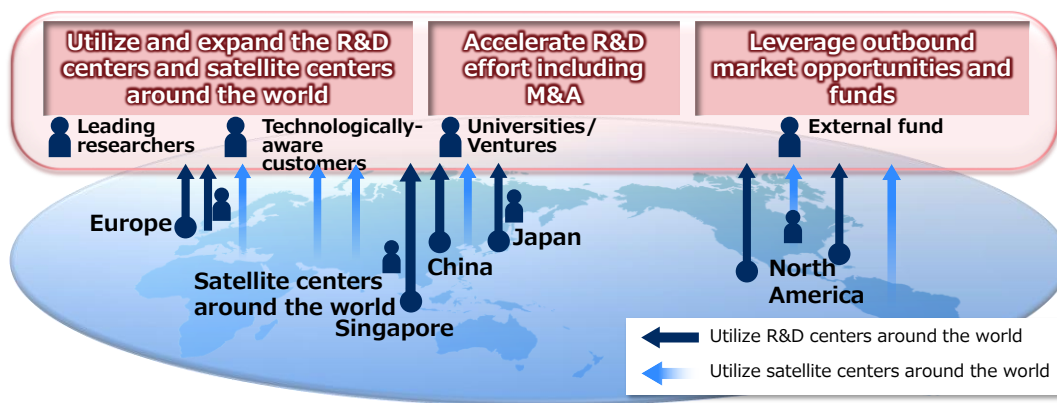 Utilize and expand the R&D
centers and satellite centers
around the world
Accelerate R&D
effort including
M&A
Leverage outbound
market opportunities and
funds
Leading
researchers
Technologically-
aware
customers
Universities/
Ventures
External fund
Europe
Satellite centers
around the world
Singapore
China
Japan
North
America
Utilize R&D centers around the world
Utilize satellite centers around the world